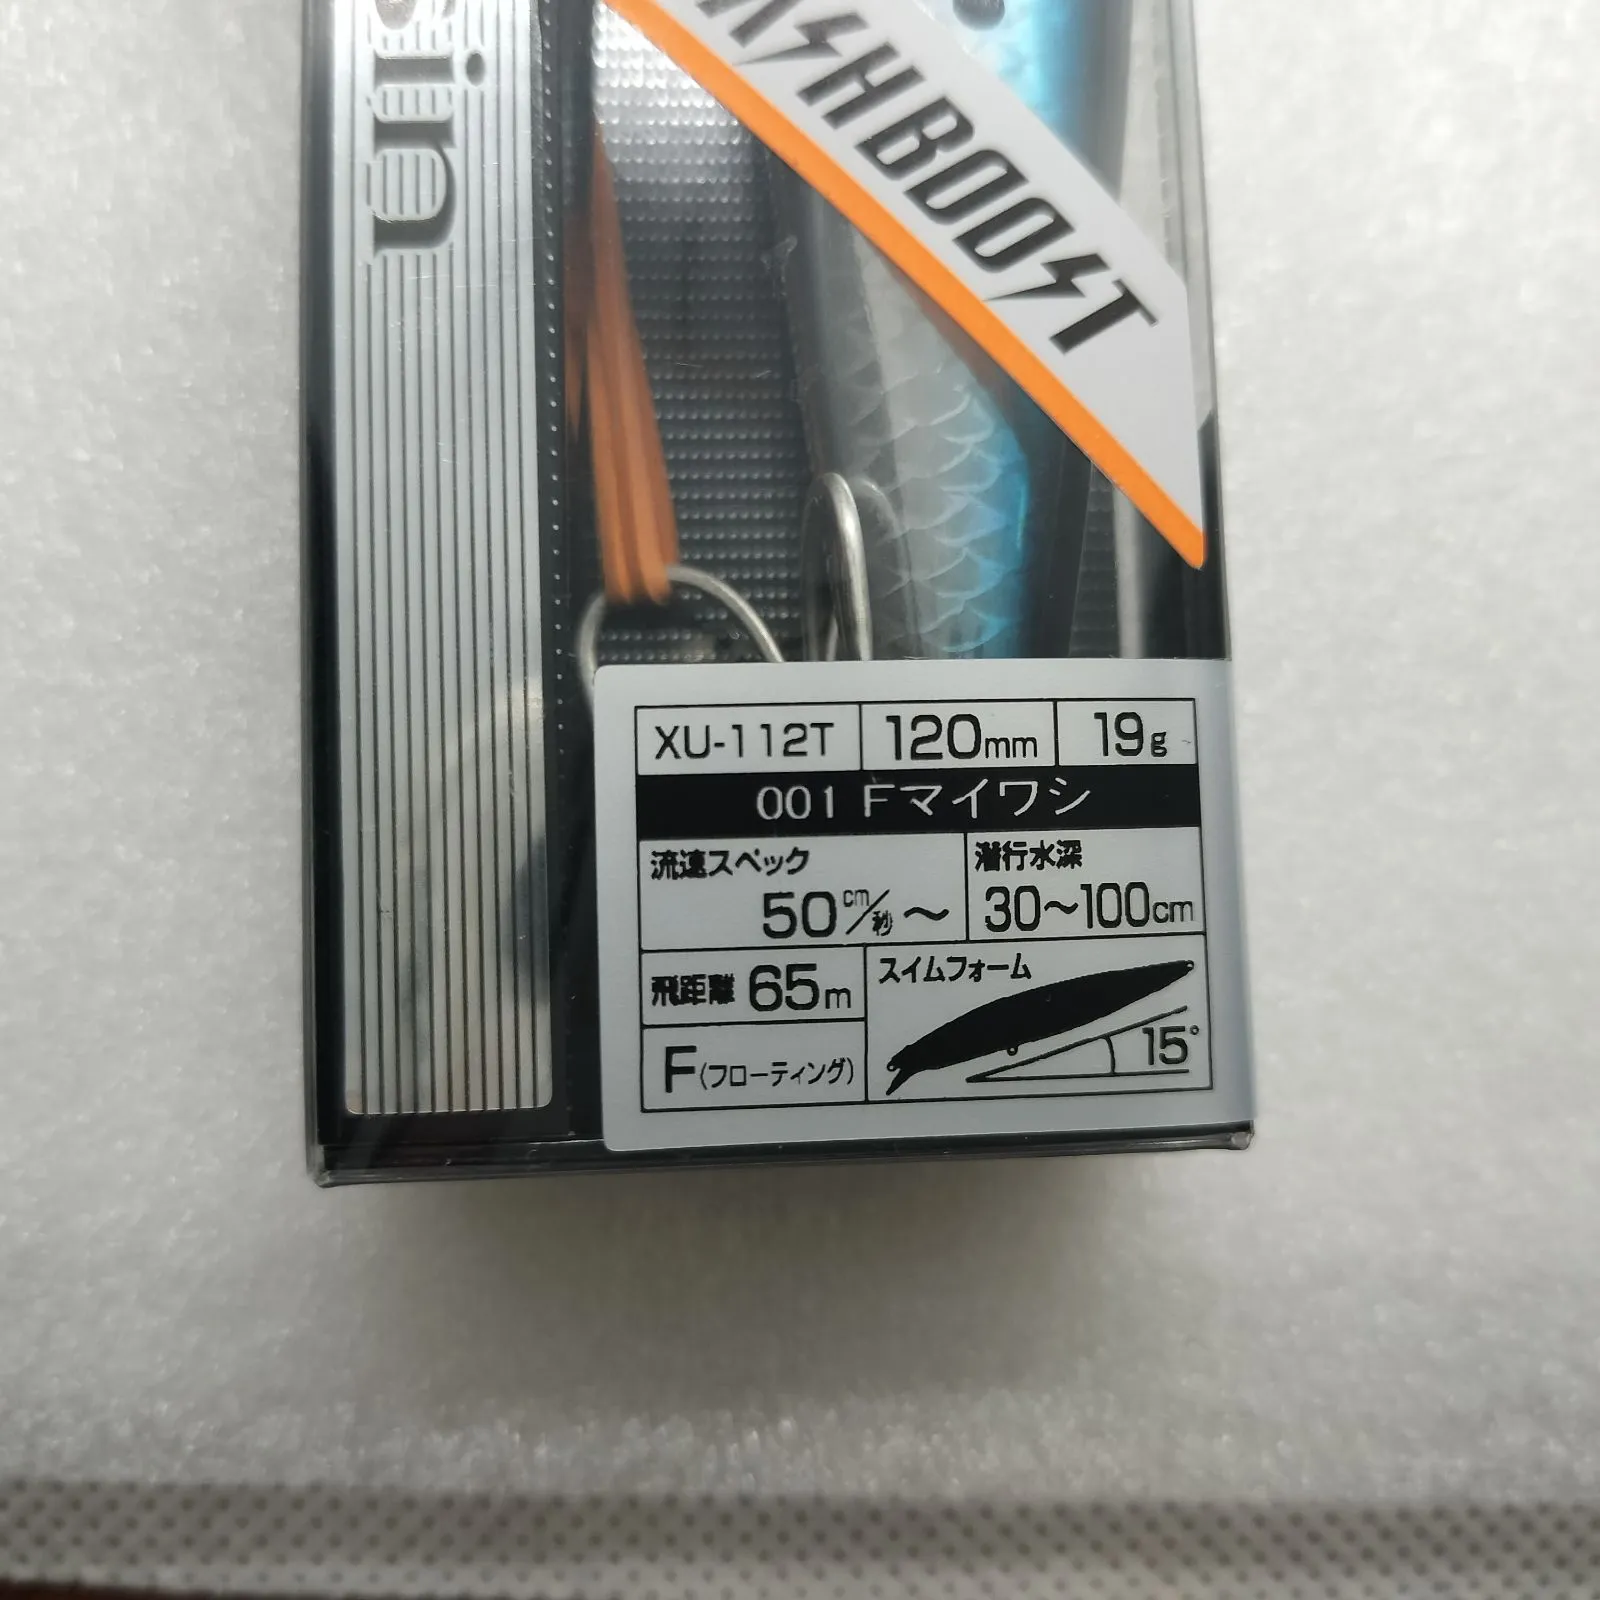 ASHBOOST
XU-112T 120mm 19g
001 Fマイワシ
流速スペック
50cm/秒～
潜行水深
30～100cm
飛距離 65m
スイムフォーム
15°
F(フローティング)